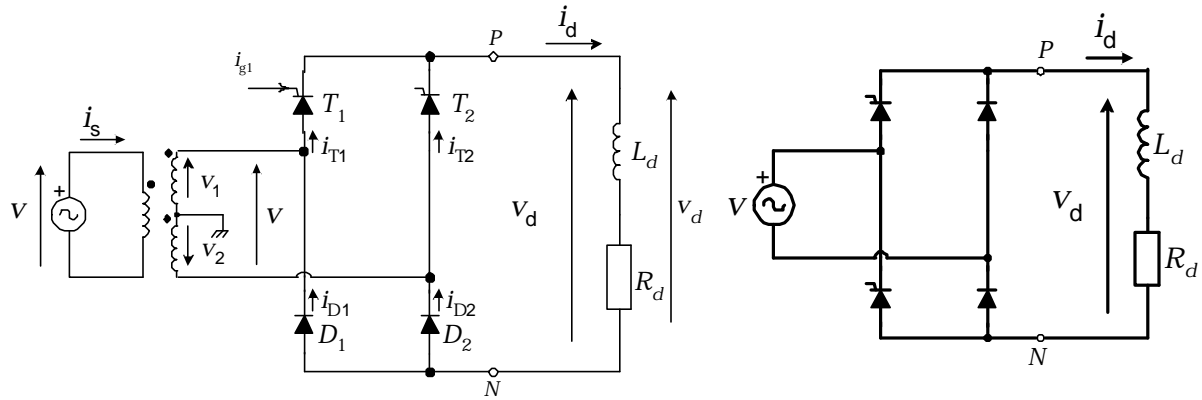 i_d
P
i_g1
T_1
T_2
i_s
i_T1
i_T2
L_d
+
v_1
V
V
v_d
v_d
v_2
R_d
i_D1
i_D2
D_1
D_2
N
i_d
P
L_d
+
V
v_d
R_d
N